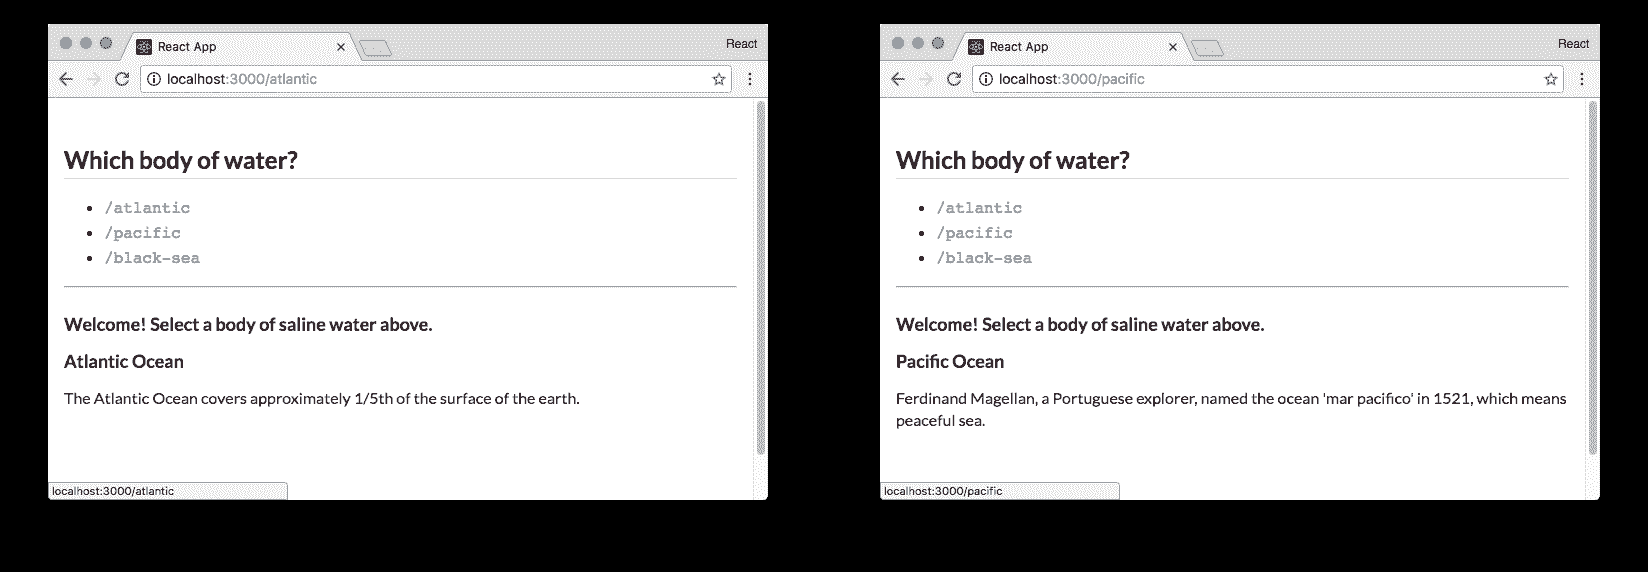 React App
React
localhost:3000/atlantic
Which body of water?
/atlantic
/pacific
/black-sea
Welcome! Select a body of saline water above.
Atlantic Ocean
The Atlantic Ocean covers approximately 1/5th of the surface of the earth.
localhost:3000/atlantic
React App
React
localhost:3000/pacific
Which body of water?
/atlantic
/pacific
/black-sea
Welcome! Select a body of saline water above.
Pacific Ocean
Ferdinand Magellan, a Portuguese explorer, named the ocean 'mar pacifico' in 1521, which means
peaceful sea.
localhost:3000/pacific